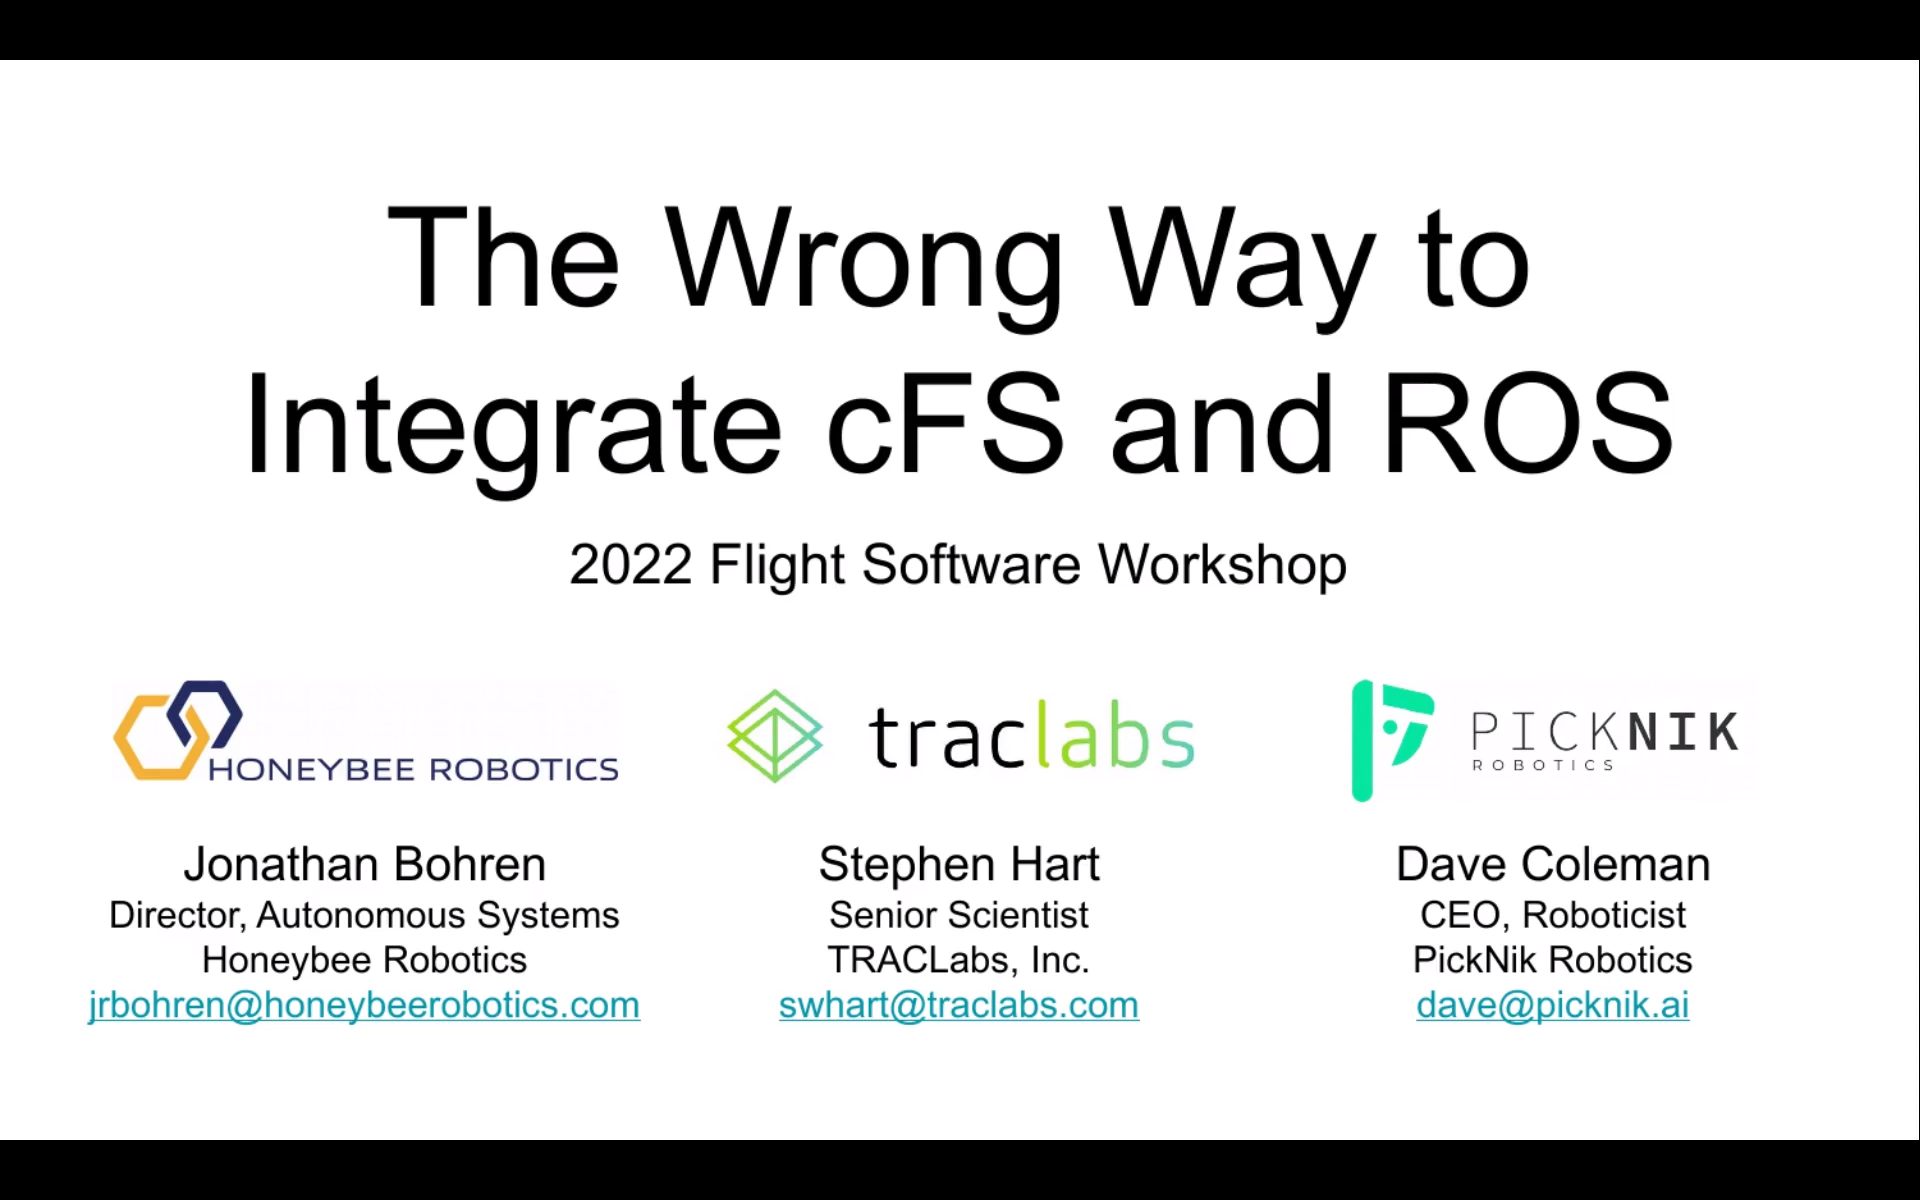 The Wrong Way to
Integrate cFS and ROS
2022 Flight Software Workshop
HONEYBEE ROBOTICS
traclabs
PICKNIK
ROBOTICS
Jonathan Bohren
Director, Autonomous Systems
Honeybee Robotics
jrbohren@honeybeerobotics.com
Stephen Hart
Senior Scientist
TRACLabs, Inc.
swhart@traclabs.com
Dave Coleman
CEO, Roboticist
PickNik Robotics
dave@picknik.ai